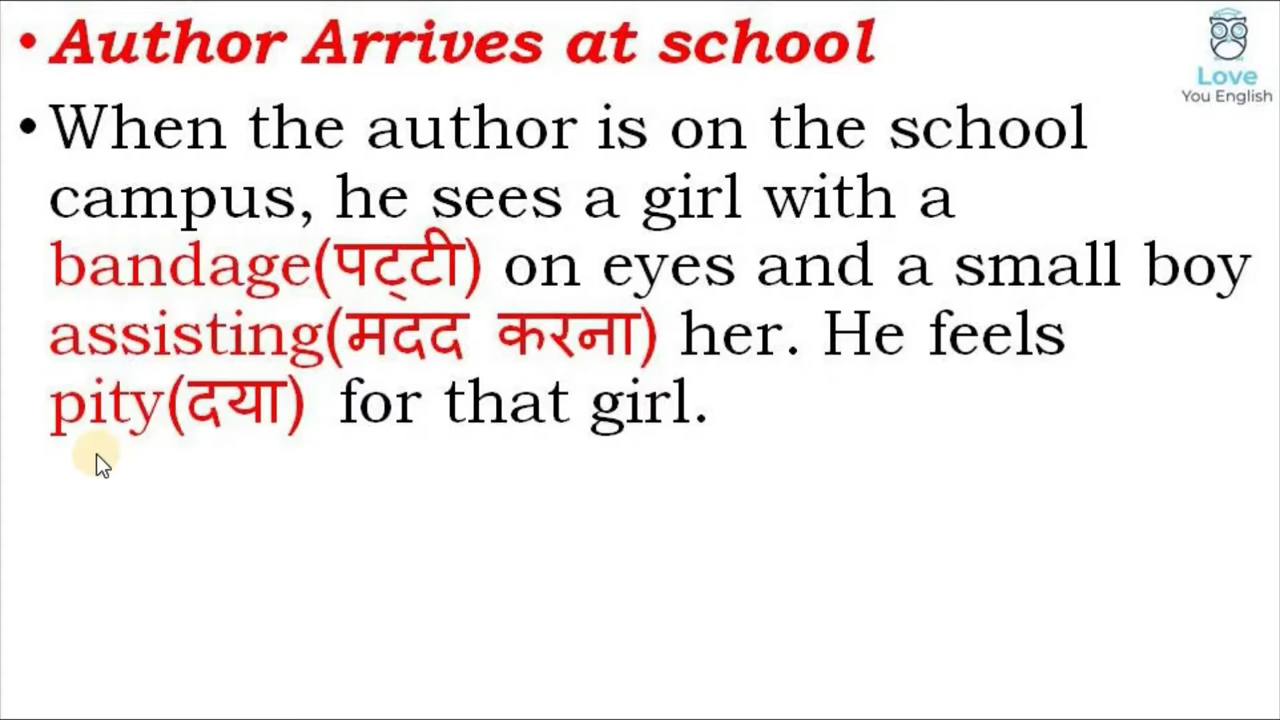 • Author Arrives at school
Love
You English
• When the author is on the school
campus, he sees a girl with a
bandage(पट्टी) on eyes and a small boy
assisting(मदद करना) her. He feels
pity(दया) for that girl.